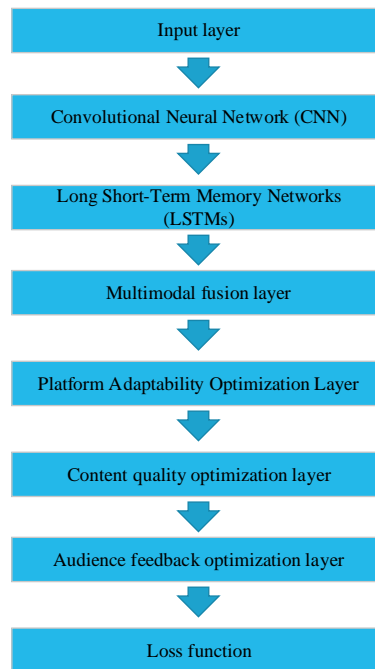 Input layer
Convolutional Neural Network (CNN)
Long Short-Term Memory Networks
(LSTMs)
Multimodal fusion layer
Platform Adaptability Optimization Layer
Content quality optimization layer
Audience feedback optimization layer
Loss function